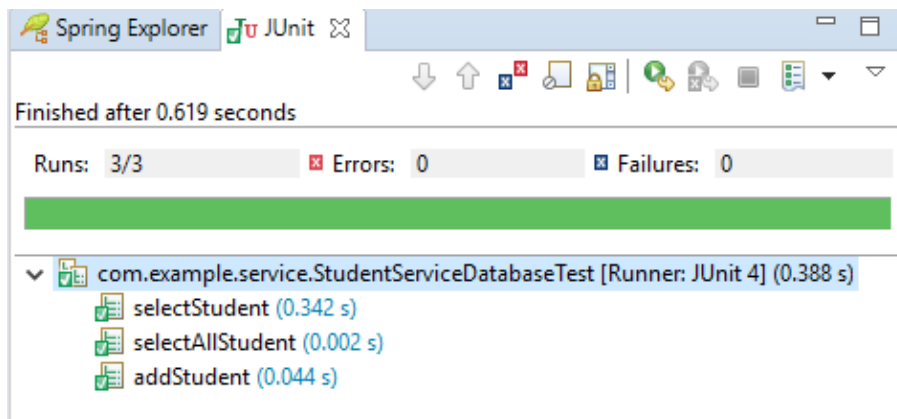 Spring Explorer JUnit
Finished after 0.619 seconds
Runs: 3/3 Errors: 0 Failures: 0
com.example.service.StudentServiceDatabaseTest [Runner: JUnit 4] (0.388 s)
selectStudent (0.342 s)
selectAllStudent (0.002 s)
addStudent (0.044 s)